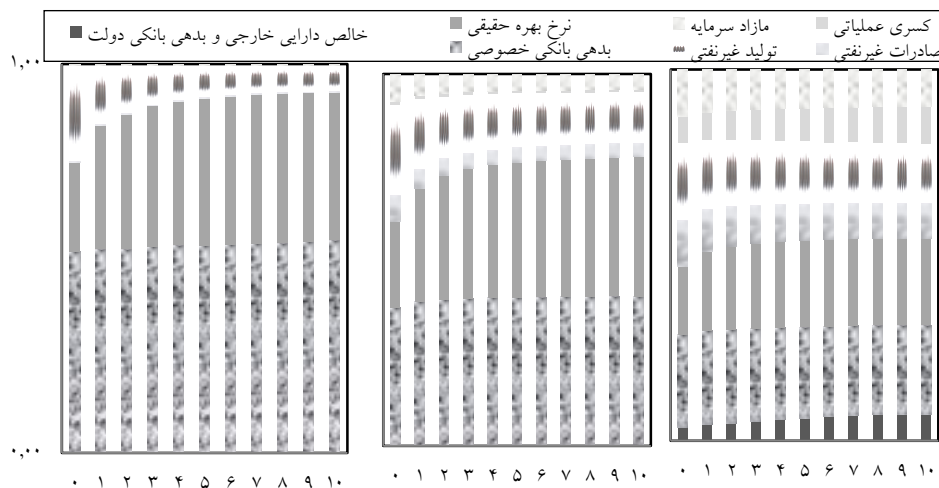 خالص دارایی خارجی و بدهی بانکی دولت نرخ بهره حقیقی مازاد سرمایه کسری عملیاتی
بدهی بانکی خصوصی تولید غیرنفتی صادرات غیرنفتی
۱,۰۰
۰,۰۰
۰ ۱ ۲ ۳ ۴ ۵ ۶ ۷ ۸ ۹ ۱۰
۰ ۱ ۲ ۳ ۴ ۵ ۶ ۷ ۸ ۹ ۱۰
۰ ۱ ۲ ۳ ۴ ۵ ۶ ۷ ۸ ۹ ۱۰